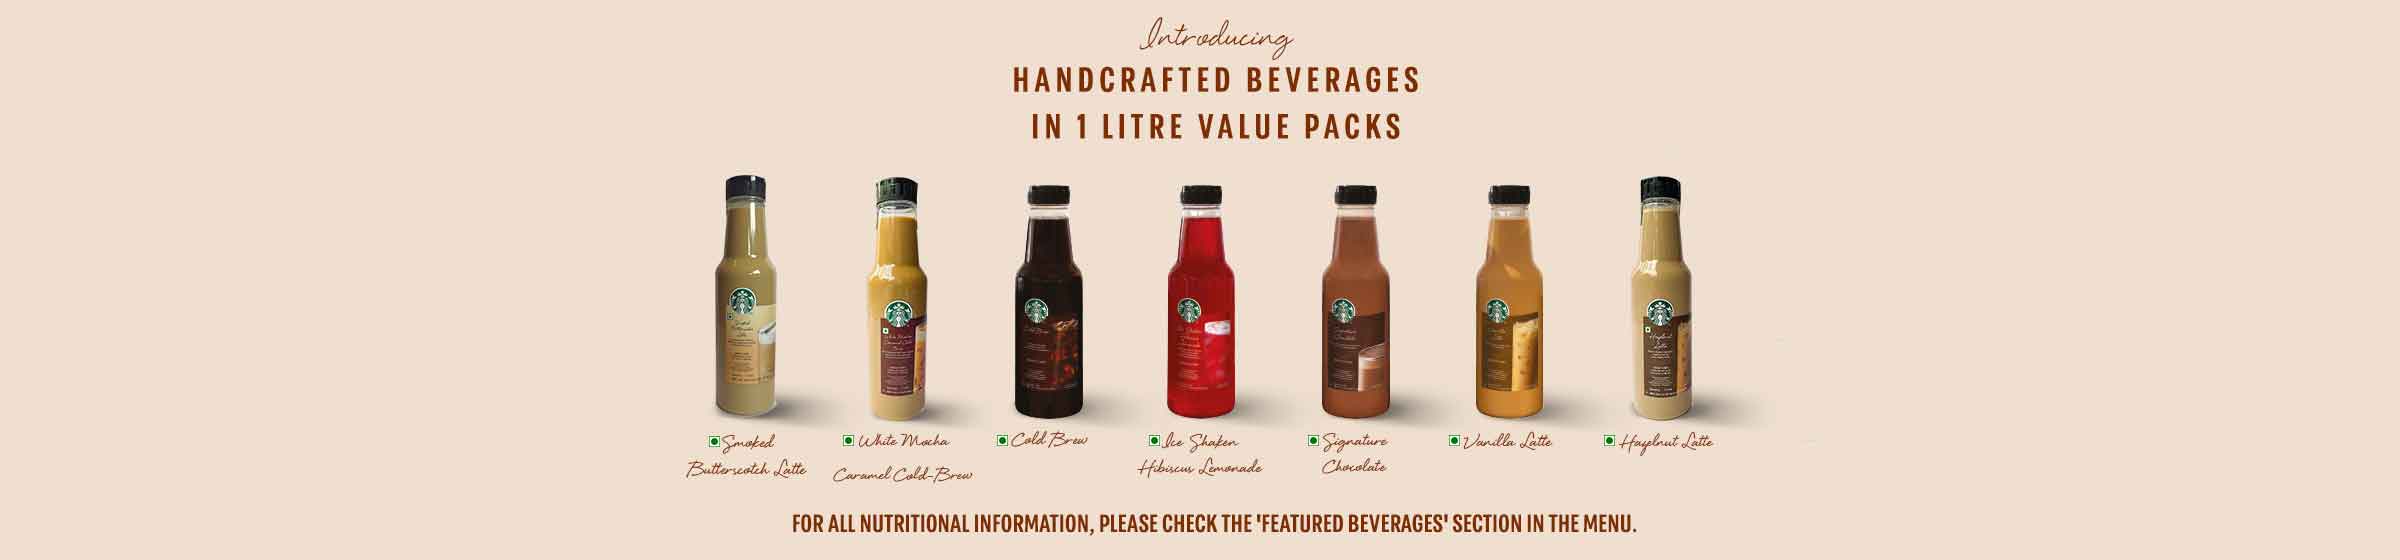 Introducing
HANDCRAFTED BEVERAGES
IN 1 LITRE VALUE PACKS
Smoked
Butterscotch Latte
White Mocha
Caramel Cold-Brew
Cold Brew
Ice Shaken
Hibiscus Lemonade
Signature
Chocolate
Vanilla Latte
Hazelnut Latte
FOR ALL NUTRITIONAL INFORMATION, PLEASE CHECK THE 'FEATURED BEVERAGES' SECTION IN THE MENU.